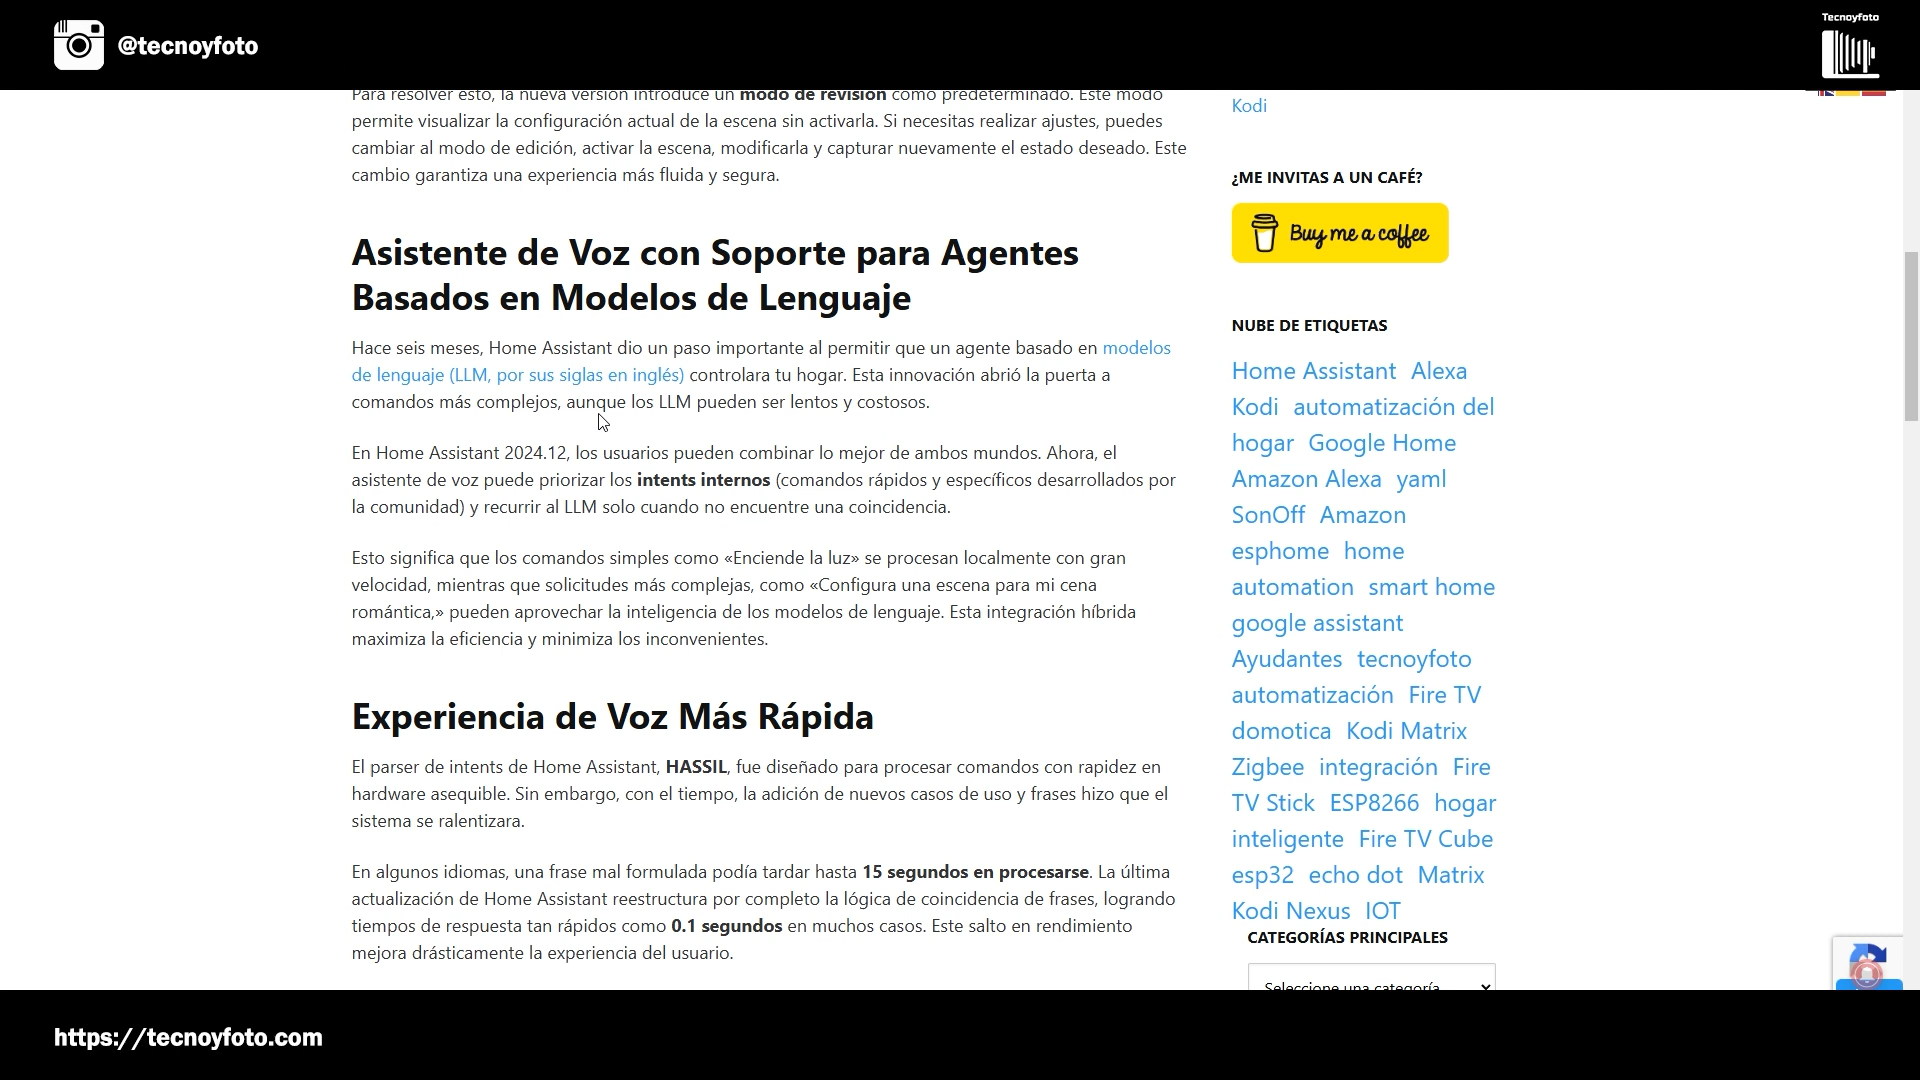 @tecnoyfoto
Tecnoyfoto
Para resolver esto, la nueva versión introduce un modo de revisión como predeterminado. Este modo
permite visualizar la configuración actual de la escena sin activarla. Si necesitas realizar ajustes, puedes
cambiar al modo de edición, activar la escena, modificarla y capturar nuevamente el estado deseado. Este
cambio garantiza una experiencia más fluida y segura.
Asistente de Voz con Soporte para Agentes
Basados en Modelos de Lenguaje
Hace seis meses, Home Assistant dio un paso importante al permitir que un agente basado en modelos
de lenguaje (LLM, por sus siglas en inglés) controlara tu hogar. Esta innovación abrió la puerta a
comandos más complejos, aunque los LLM pueden ser lentos y costosos.
En Home Assistant 2024.12, los usuarios pueden combinar lo mejor de ambos mundos. Ahora, el
asistente de voz puede priorizar los intents internos (comandos rápidos y específicos desarrollados por
la comunidad) y recurrir al LLM solo cuando no encuentre una coincidencia.
Esto significa que los comandos simples como «Enciende la luz» se procesan localmente con gran
velocidad, mientras que solicitudes más complejas, como «Configura una escena para mi cena
romántica,» pueden aprovechar la inteligencia de los modelos de lenguaje. Esta integración híbrida
maximiza la eficiencia y minimiza los inconvenientes.
Experiencia de Voz Más Rápida
El parser de intents de Home Assistant, HASSIL, fue diseñado para procesar comandos con rapidez en
hardware asequible. Sin embargo, con el tiempo, la adición de nuevos casos de uso y frases hizo que el
sistema se ralentizara.
En algunos idiomas, una frase mal formulada podía tardar hasta 15 segundos en procesarse. La última
actualización de Home Assistant reestructura por completo la lógica de coincidencia de frases, logrando
tiempos de respuesta tan rápidos como 0.1 segundos en muchos casos. Este salto en rendimiento
mejora drásticamente la experiencia del usuario.
Kodi
¿ME INVITAS A UN CAFÉ?
Buy me a coffee
NUBE DE ETIQUETAS
Home Assistant Alexa
Kodi automatización del
hogar Google Home
Amazon Alexa yaml
SonOff Amazon
esphome home
automation smart home
google assistant
Ayudantes tecnoyfoto
automatización Fire TV
domotica Kodi Matrix
Zigbee integración Fire
TV Stick ESP8266 hogar
inteligente Fire TV Cube
esp32 echo dot Matrix
Kodi Nexus IOT
CATEGORÍAS PRINCIPALES
Seleccione una categoría
https://tecnoyfoto.com